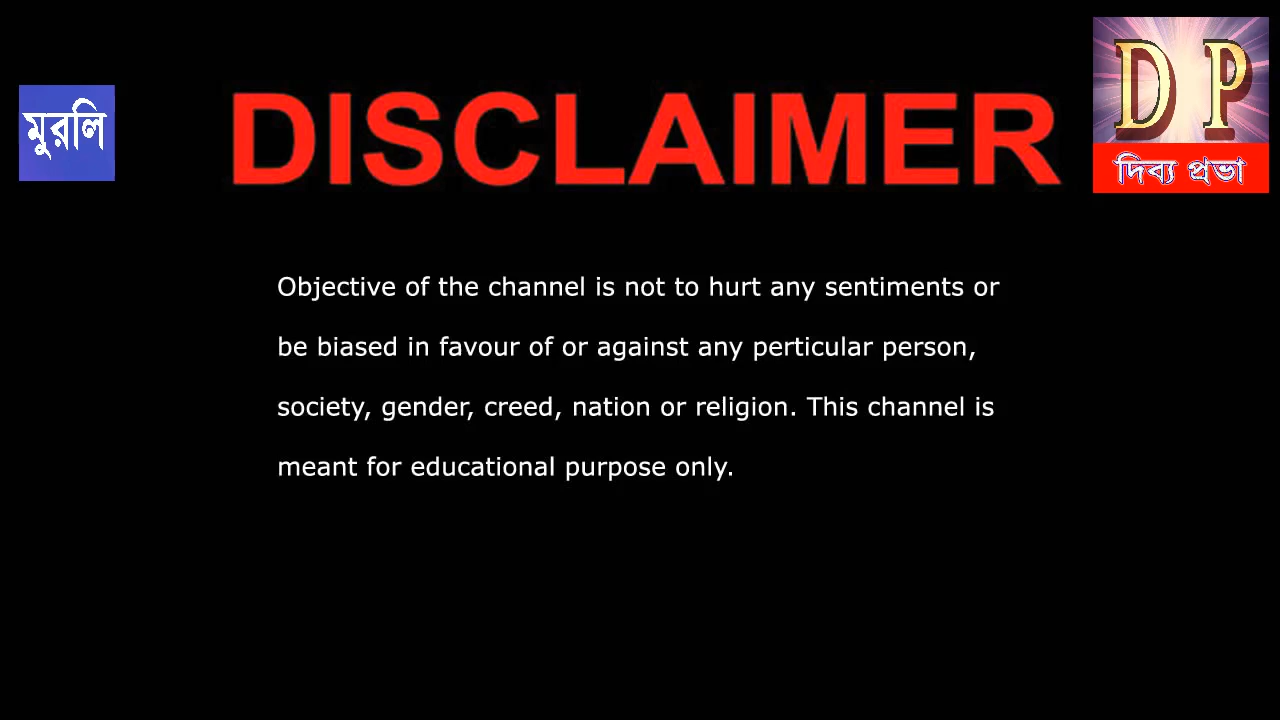 DISCLAIMER
মুরলি
D P
দিব্য প্রভা
Objective of the channel is not to hurt any sentiments or
be biased in favour of or against any perticular person,
society, gender, creed, nation or religion. This channel is
meant for educational purpose only.